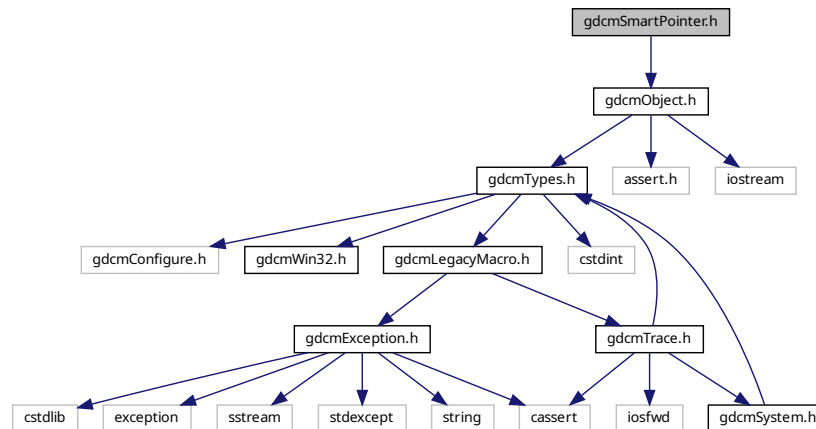 gdcmSmartPointer.h
gdcmObject.h
gdcmTypes.h
assert.h
iostream
gdcmConfigure.h
gdcmWin32.h
gdcmLegacyMacro.h
cstdint
gdcmException.h
gdcmTrace.h
cstdlib
exception
sstream
stdexcept
string
cassert
iosfwd
gdcmSystem.h